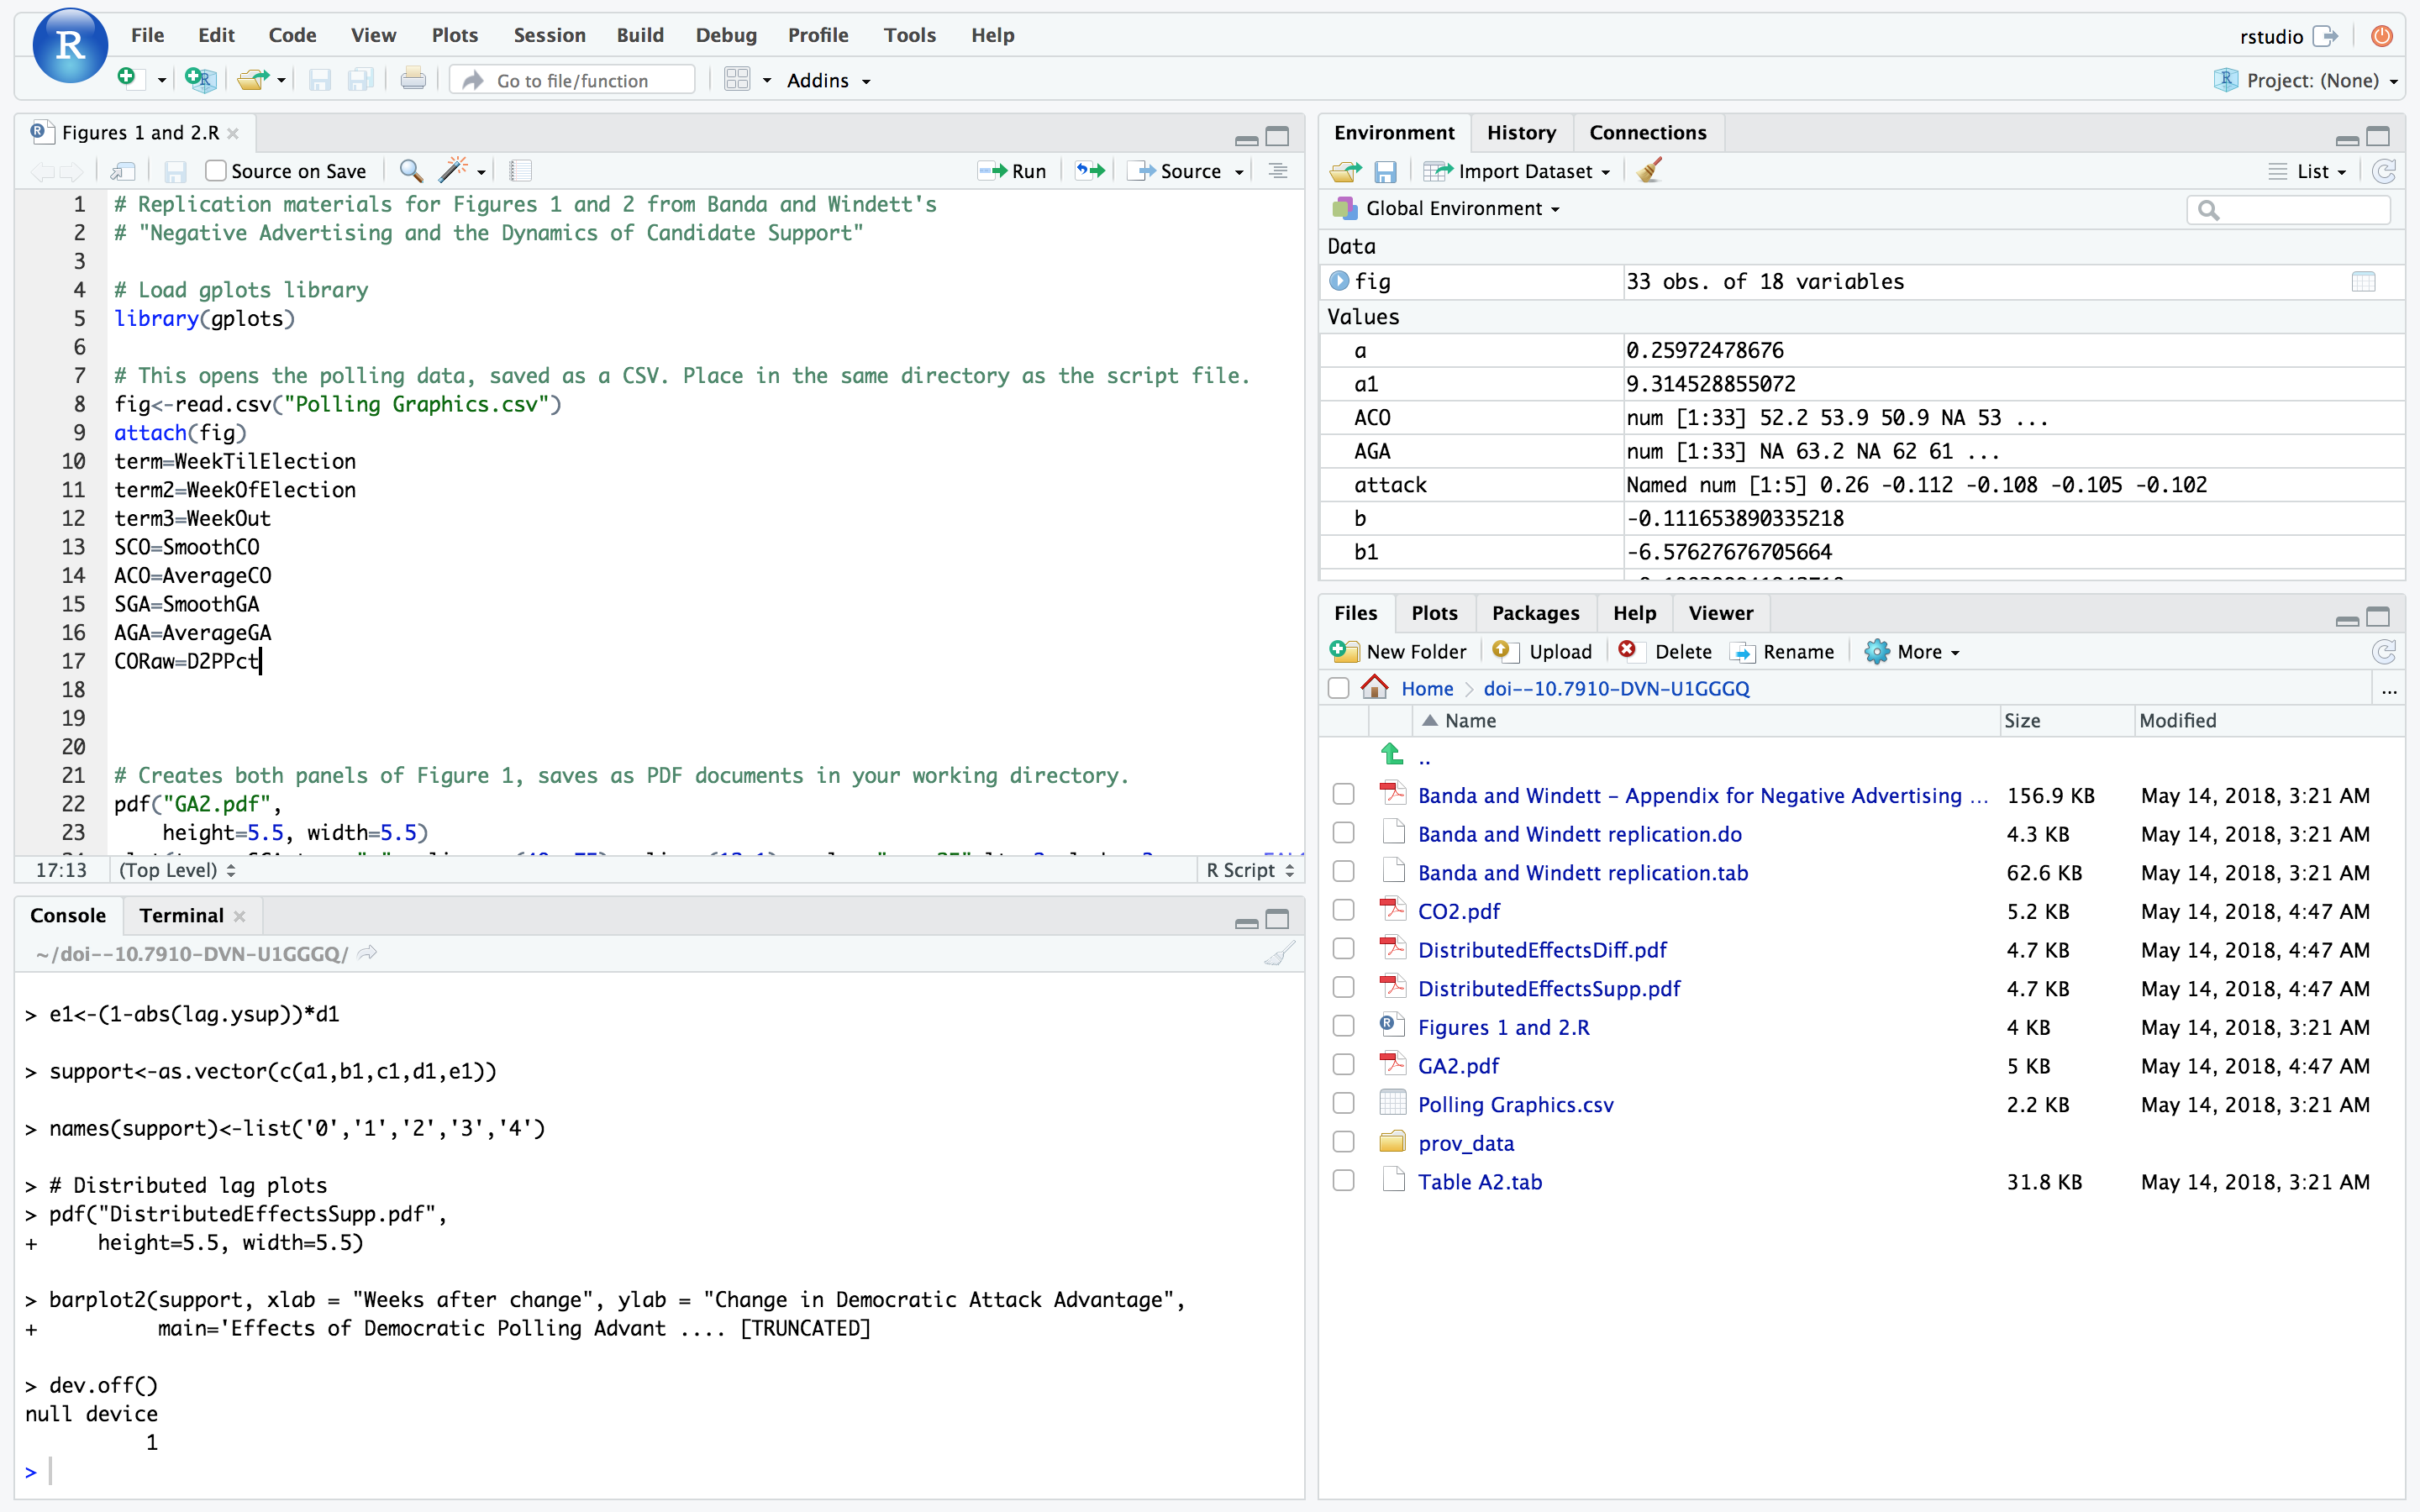 R File Edit Code View Plots Session Build Debug Profile Tools Help rstudio
Go to file/function Addins Project: (None)
Figures 1 and 2.R
Source on Save Run Source
1 # Replication materials for Figures 1 and 2 from Banda and Windett's
2 # "Negative Advertising and the Dynamics of Candidate Support"
3
4 # Load gplots library
5 library(gplots)
6
7 # This opens the polling data, saved as a CSV. Place in the same directory as the script file.
8 fig<-read.csv("Polling Graphics.csv")
9 attach(fig)
10 term=WeekTilElection
11 term2=WeekOfElection
12 term3=WeekOut
13 SCO=SmoothCO
14 ACO=AverageCO
15 SGA=SmoothGA
16 AGA=AverageGA
17 CORaw=D2PPct
18
19
20
21 # Creates both panels of Figure 1, saves as PDF documents in your working directory.
22 pdf("GA2.pdf",
23     height=5.5, width=5.5)
17:13 (Top Level) R Script
Console Terminal
~/doi--10.7910-DVN-U1GGGQ/
> e1<-(1-abs(lag.ysup))*d1
> support<-as.vector(c(a1,b1,c1,d1,e1))
> names(support)<-list('0','1','2','3','4')
> # Distributed lag plots
> pdf("DistributedEffectsSupp.pdf",
+     height=5.5, width=5.5)
> barplot2(support, xlab = "Weeks after change", ylab = "Change in Democratic Attack Advantage",
+          main='Effects of Democratic Polling Advant .... [TRUNCATED]
> dev.off()
null device
          1
>
Environment History Connections
Import Dataset List
Global Environment
Data
fig 33 obs. of 18 variables
Values
a 0.25972478676
a1 9.314528855072
ACO num [1:33] 52.2 53.9 50.9 NA 53 ...
AGA num [1:33] NA 63.2 NA 62 61 ...
attack Named num [1:5] 0.26 -0.112 -0.108 -0.105 -0.102
b -0.111653890335218
b1 -6.57627676705664
Files Plots Packages Help Viewer
New Folder Upload Delete Rename More
Home doi--10.7910-DVN-U1GGGQ ...
Name Size Modified
..
Banda and Windett – Appendix for Negative Advertising ... 156.9 KB May 14, 2018, 3:21 AM
Banda and Windett replication.do 4.3 KB May 14, 2018, 3:21 AM
Banda and Windett replication.tab 62.6 KB May 14, 2018, 3:21 AM
CO2.pdf 5.2 KB May 14, 2018, 4:47 AM
DistributedEffectsDiff.pdf 4.7 KB May 14, 2018, 4:47 AM
DistributedEffectsSupp.pdf 4.7 KB May 14, 2018, 4:47 AM
Figures 1 and 2.R 4 KB May 14, 2018, 3:21 AM
GA2.pdf 5 KB May 14, 2018, 4:47 AM
Polling Graphics.csv 2.2 KB May 14, 2018, 3:21 AM
prov_data
Table A2.tab 31.8 KB May 14, 2018, 3:21 AM